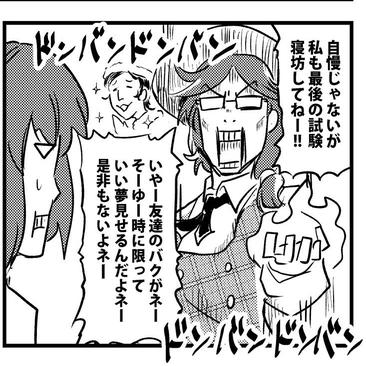 ドンバンドンバン
自慢じゃないが
私も最後の試験
寝坊してねー!!
いやー友達のバクがネー
そーゆー時に限って
いい夢見せるんだよネー
是非もないよネー
ドンバンドンバーン